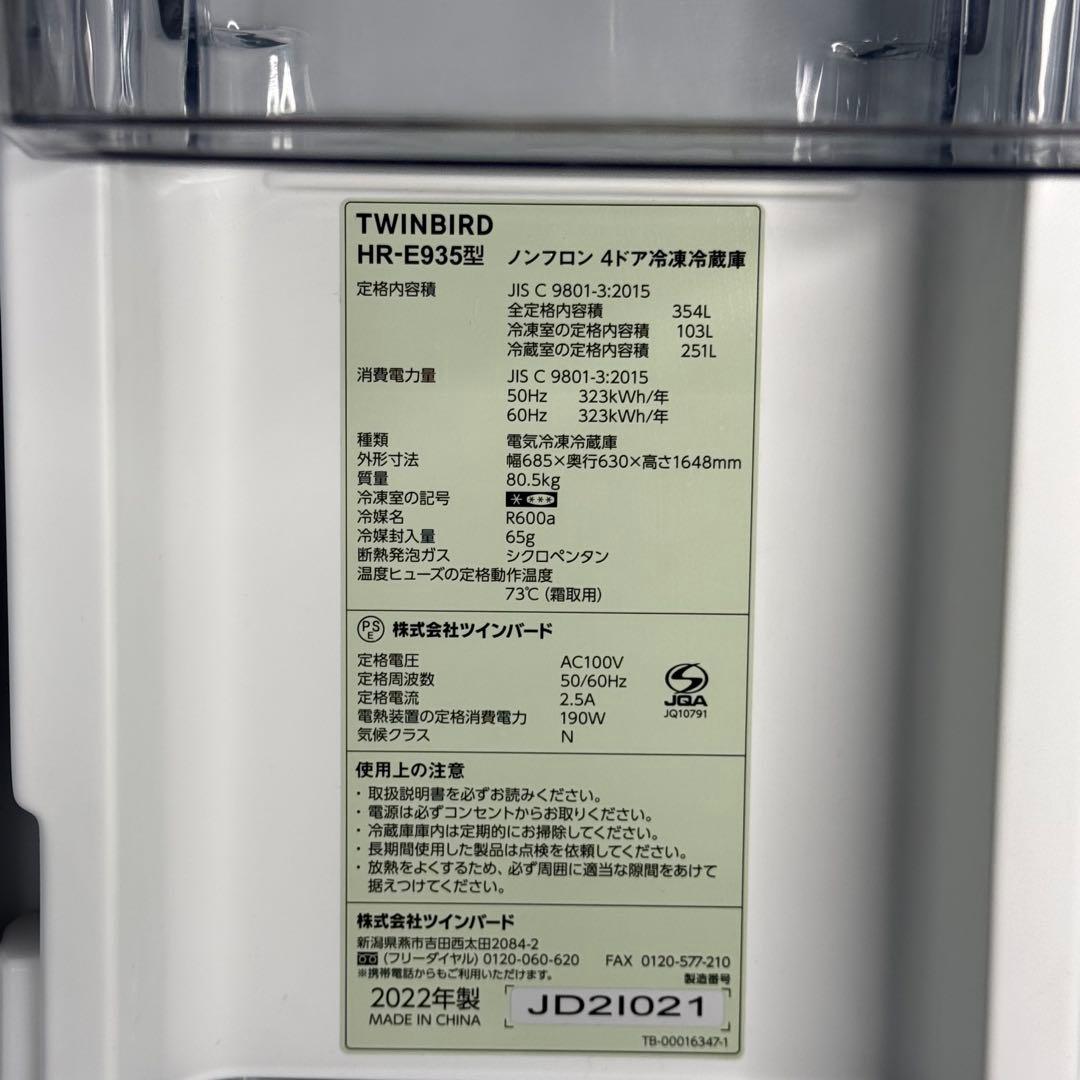 TWINBIRD
HR-E935型 ノンフロン 4ドア冷凍冷蔵庫
定格内容積 JIS C 9801-3:2015
全定格内容積 354L
冷凍室の定格内容積 103L
冷蔵室の定格内容積 251L
消費電力量 JIS C 9801-3:2015
50Hz 323kWh/年
60Hz 323kWh/年
種類 電気冷凍冷蔵庫
外形寸法 幅685×奥行630×高さ1648mm
質量 80.5kg
冷凍室の記号 * ***
冷媒名 R600a
冷媒封入量 65g
断熱発泡ガス シクロペンタン
温度ヒューズの定格動作温度
73℃ (霜取用)
PSE 株式会社ツインバード
定格電圧 AC100V
定格周波数 50/60Hz
定格電流 2.5A
電熱装置の定格消費電力 190W
気候クラス N
JQA
JQ10791
使用上の注意
・取扱説明書を必ずお読みください。
・電源は必ずコンセントからお取りください。
・冷蔵庫庫内は定期的にお掃除してください。
・長期間使用した製品は点検を依頼してください。
・放熱をよくするため、必ず周囲に適当な隙間をあけて
据えつけてください。
株式会社ツインバード
新潟県燕市吉田西太田2084-2
(フリーダイヤル) 0120-060-620 FAX 0120-577-210
※携帯電話からもご利用いただけます。
製造番号
2022年製 JD2I021
MADE IN CHINA
TB-00016347-1